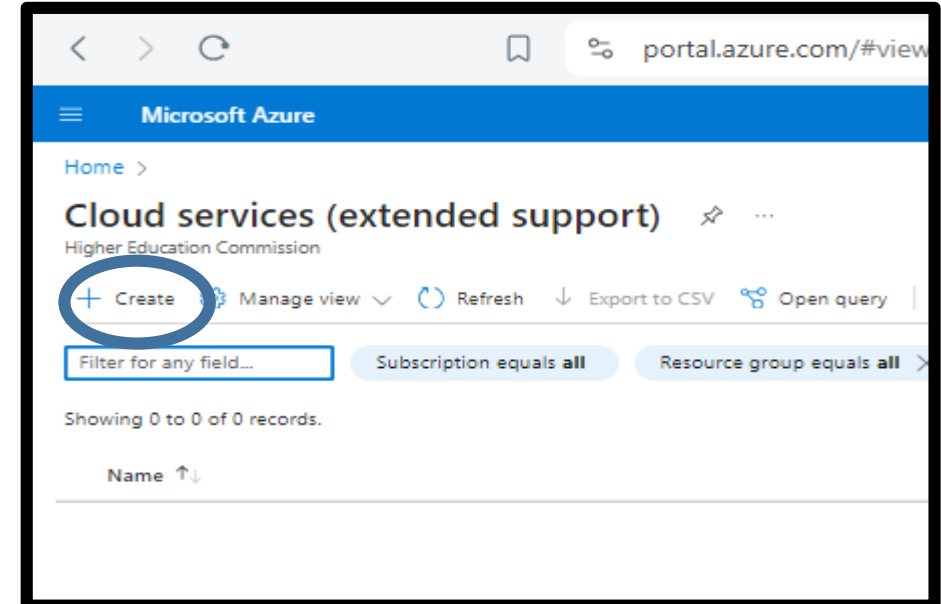 portal.azure.com/#view
Microsoft Azure
Home >
Cloud services (extended support) ...
Higher Education Commission
+ Create Manage view Refresh Export to CSV Open query
Filter for any field... Subscription equals all Resource group equals all
Showing 0 to 0 of 0 records.
Name ↑↓